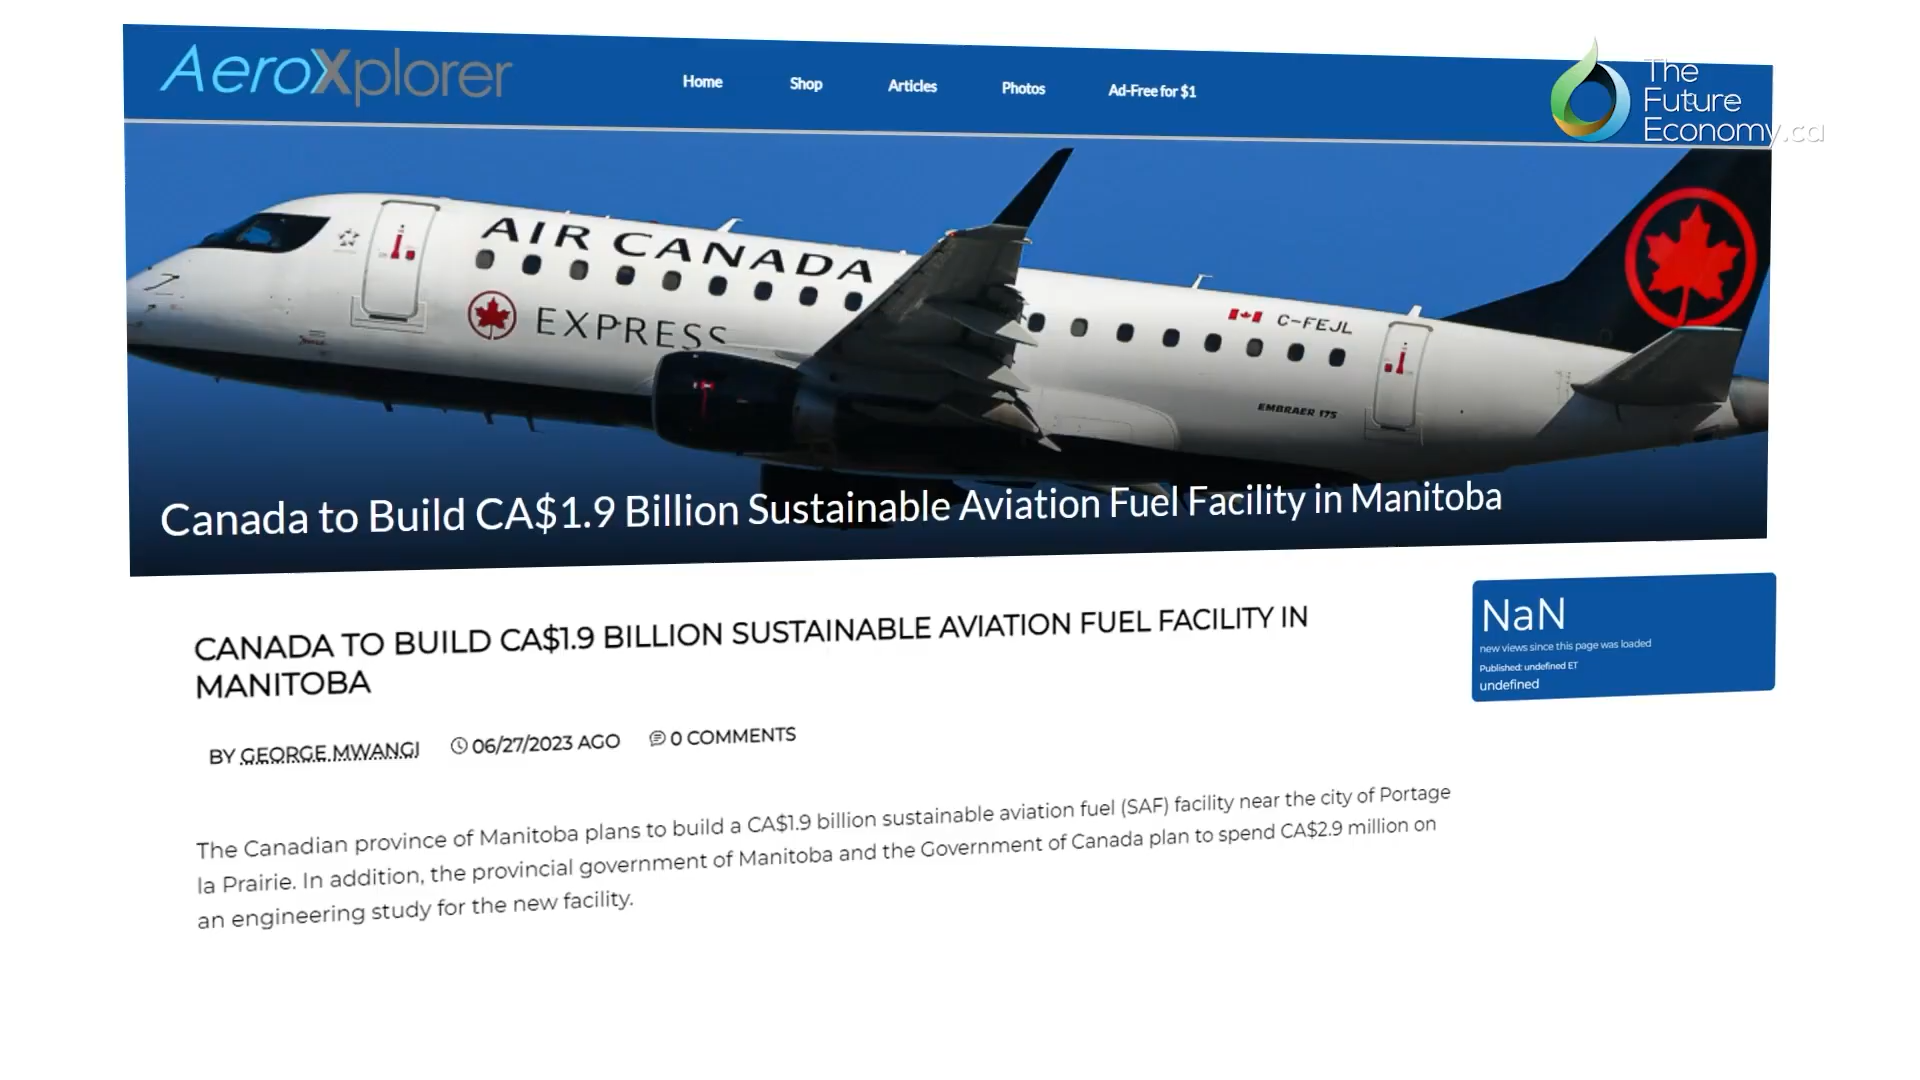 AeroXplorer
Home
Shop
Articles
Photos
Ad-Free for $1
The
Future
Economy.ca
AIR CANADA
EXPRESS
C-FEJL
EMBRAER 175
Canada to Build CA$1.9 Billion Sustainable Aviation Fuel Facility in Manitoba
CANADA TO BUILD CA$1.9 BILLION SUSTAINABLE AVIATION FUEL FACILITY IN
MANITOBA
BY GEORGE MWANGI
06/27/2023 AGO
0 COMMENTS
The Canadian province of Manitoba plans to build a CA$1.9 billion sustainable aviation fuel (SAF) facility near the city of Portage
la Prairie. In addition, the provincial government of Manitoba and the Government of Canada plan to spend CA$2.9 million on
an engineering study for the new facility.
NaN
new views since this page was loaded
Published: undefined ET
undefined